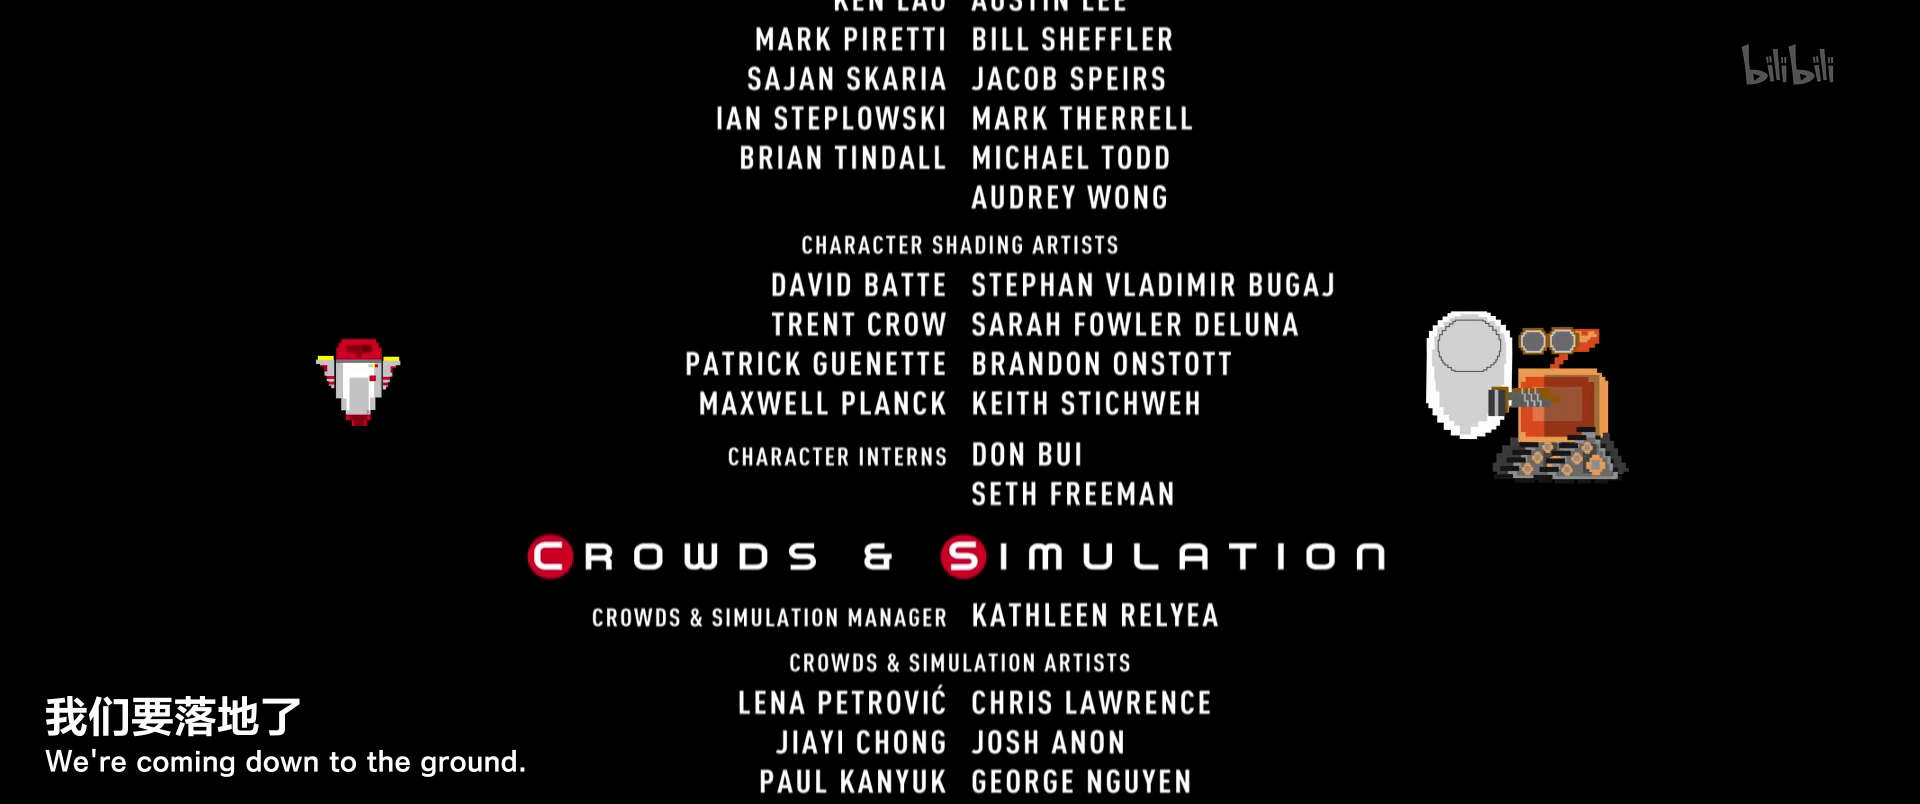 KEN LAO AUSTIN LEE
MARK PIRETTI BILL SHEFFLER
SAJAN SKARIA JACOB SPEIRS
IAN STEPLOWSKI MARK THERRELL
BRIAN TINDALL MICHAEL TODD
AUDREY WONG
CHARACTER SHADING ARTISTS
DAVID BATTE STEPHAN VLADIMIR BUGAJ
TRENT CROW SARAH FOWLER DELUNA
PATRICK GUENETTE BRANDON ONSTOTT
MAXWELL PLANCK KEITH STICHWEH
CHARACTER INTERNS DON BUI
SETH FREEMAN
CROWDS & SIMULATION
CROWDS & SIMULATION MANAGER KATHLEEN RELYEA
CROWDS & SIMULATION ARTISTS
LENA PETROVIĆ CHRIS LAWRENCE
JIAYI CHONG JOSH ANON
PAUL KANYUK GEORGE NGUYEN
我们要落地了
We're coming down to the ground.
bilibili